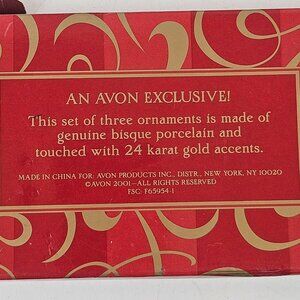 AN AVON EXCLUSIVE!
This set of three ornaments is made of
genuine bisque porcelain and
touched with 24 karat gold accents.
MADE IN CHINA FOR: AVON PRODUCTS INC., DISTR., NEW YORK, NY 10020
©AVON 2001—ALL RIGHTS RESERVED
FSC: F65954-1